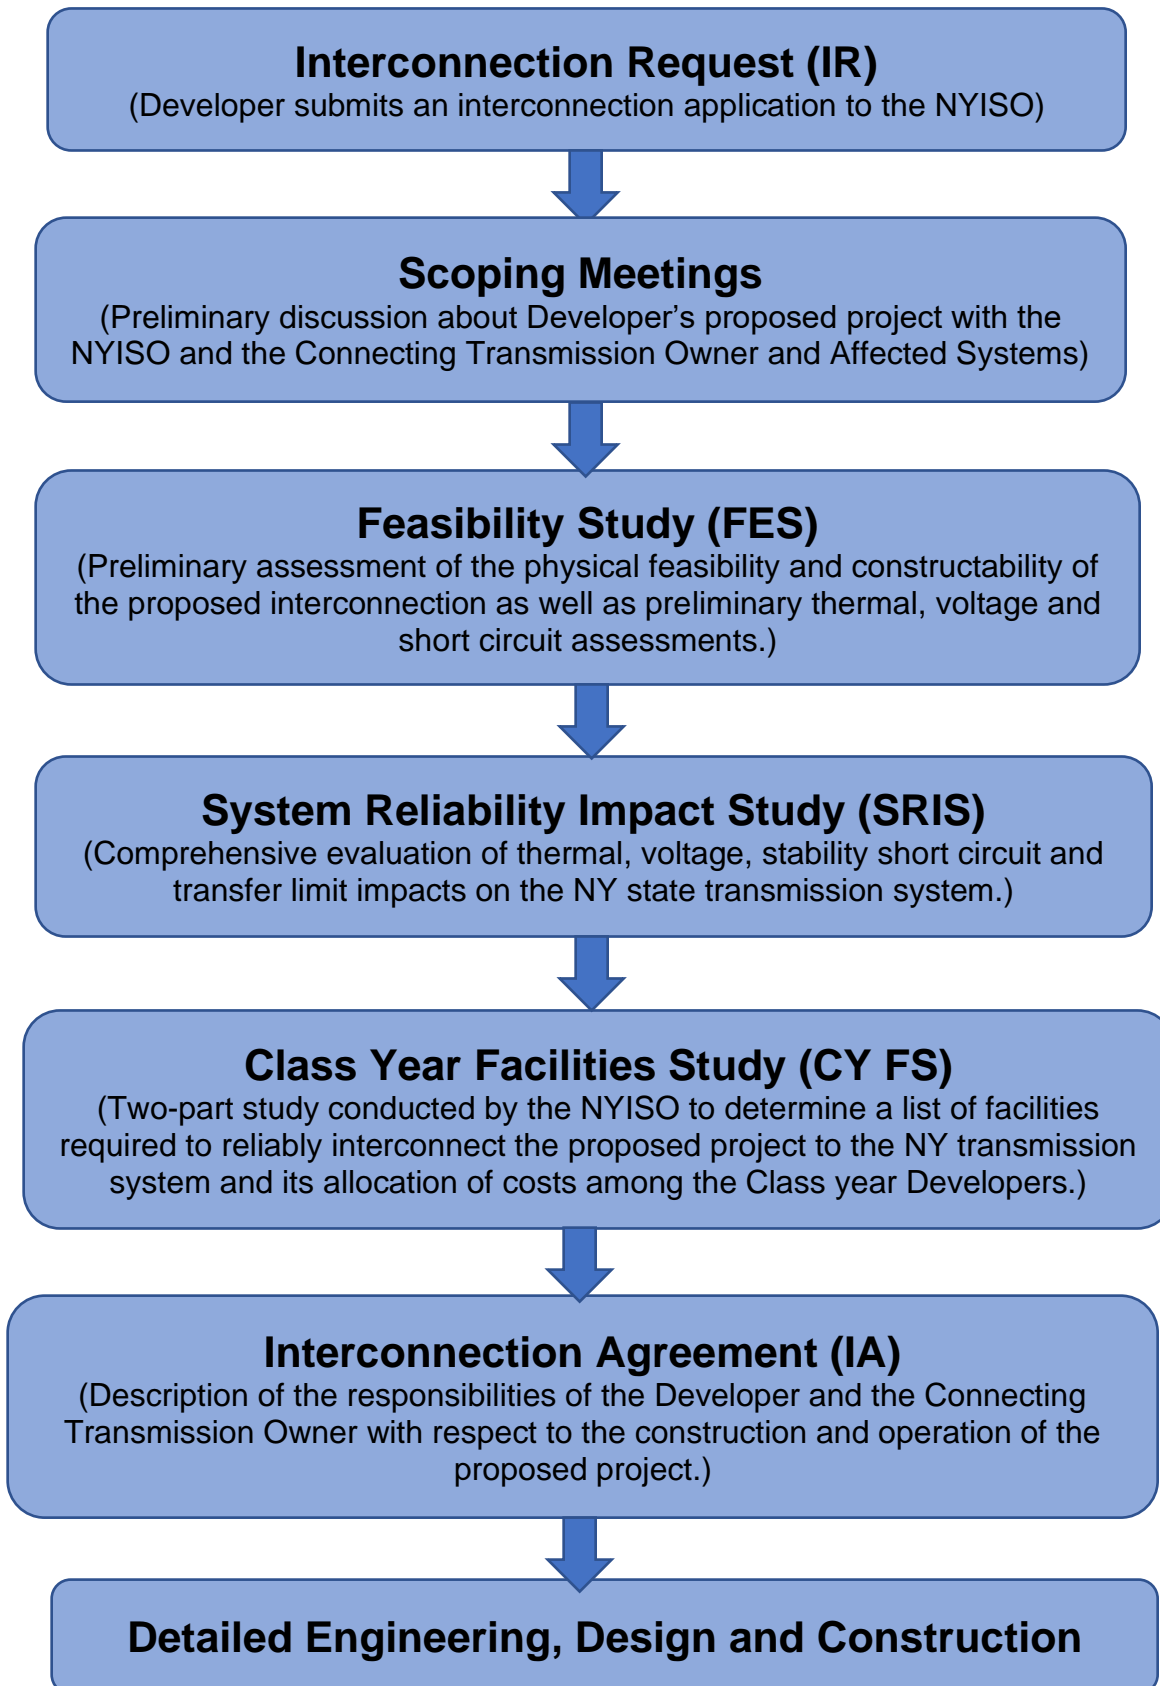 Interconnection Request (IR)
(Developer submits an interconnection application to the NYISO)
Scoping Meetings
(Preliminary discussion about Developer’s proposed project with the
NYISO and the Connecting Transmission Owner and Affected Systems)
Feasibility Study (FES)
(Preliminary assessment of the physical feasibility and constructability of
the proposed interconnection as well as preliminary thermal, voltage and
short circuit assessments.)
System Reliability Impact Study (SRIS)
(Comprehensive evaluation of thermal, voltage, stability short circuit and
transfer limit impacts on the NY state transmission system.)
Class Year Facilities Study (CY FS)
(Two-part study conducted by the NYISO to determine a list of facilities
required to reliably interconnect the proposed project to the NY transmission
system and its allocation of costs among the Class year Developers.)
Interconnection Agreement (IA)
(Description of the responsibilities of the Developer and the Connecting
Transmission Owner with respect to the construction and operation of the
proposed project.)
Detailed Engineering, Design and Construction